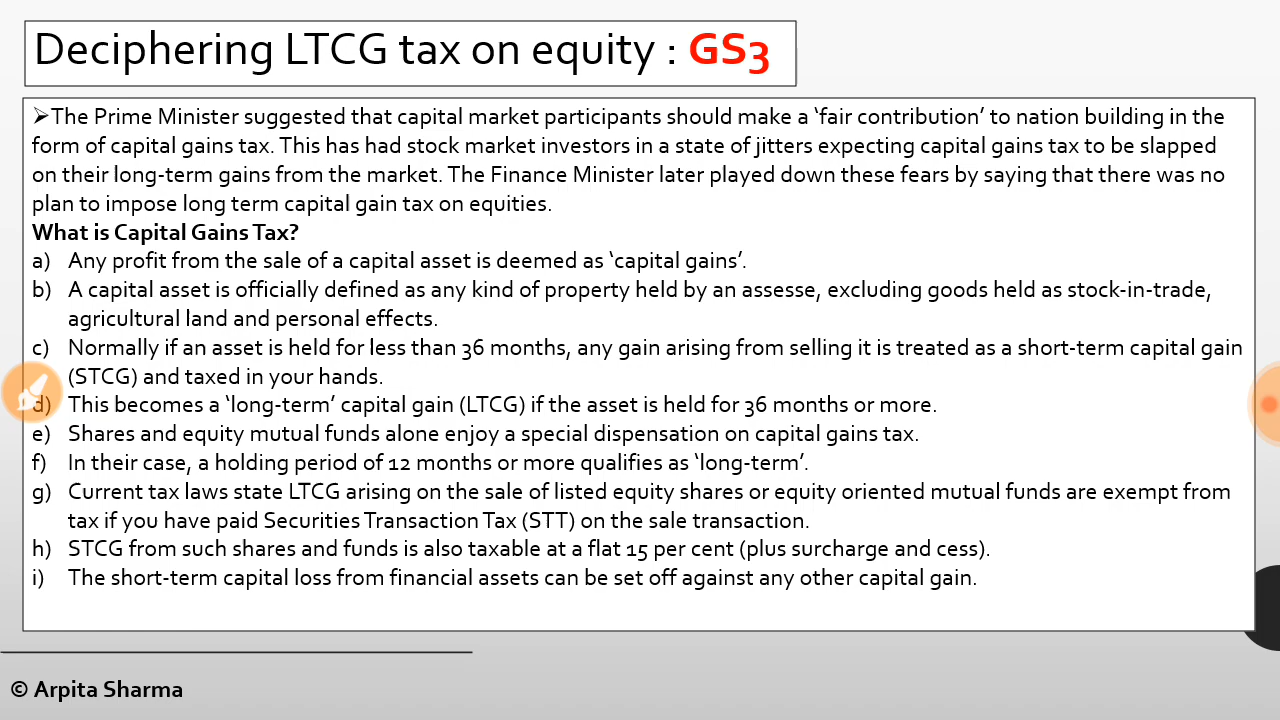 Deciphering LTCG tax on equity : GS3
➢The Prime Minister suggested that capital market participants should make a ‘fair contribution’ to nation building in the
form of capital gains tax. This has had stock market investors in a state of jitters expecting capital gains tax to be slapped
on their long-term gains from the market. The Finance Minister later played down these fears by saying that there was no
plan to impose long term capital gain tax on equities.
What is Capital Gains Tax?
a) Any profit from the sale of a capital asset is deemed as ‘capital gains’.
b) A capital asset is officially defined as any kind of property held by an assesse, excluding goods held as stock-in-trade,
agricultural land and personal effects.
c) Normally if an asset is held for less than 36 months, any gain arising from selling it is treated as a short-term capital gain
(STCG) and taxed in your hands.
d) This becomes a ‘long-term’ capital gain (LTCG) if the asset is held for 36 months or more.
e) Shares and equity mutual funds alone enjoy a special dispensation on capital gains tax.
f) In their case, a holding period of 12 months or more qualifies as ‘long-term’.
g) Current tax laws state LTCG arising on the sale of listed equity shares or equity oriented mutual funds are exempt from
tax if you have paid Securities Transaction Tax (STT) on the sale transaction.
h) STCG from such shares and funds is also taxable at a flat 15 per cent (plus surcharge and cess).
i) The short-term capital loss from financial assets can be set off against any other capital gain.
© Arpita Sharma